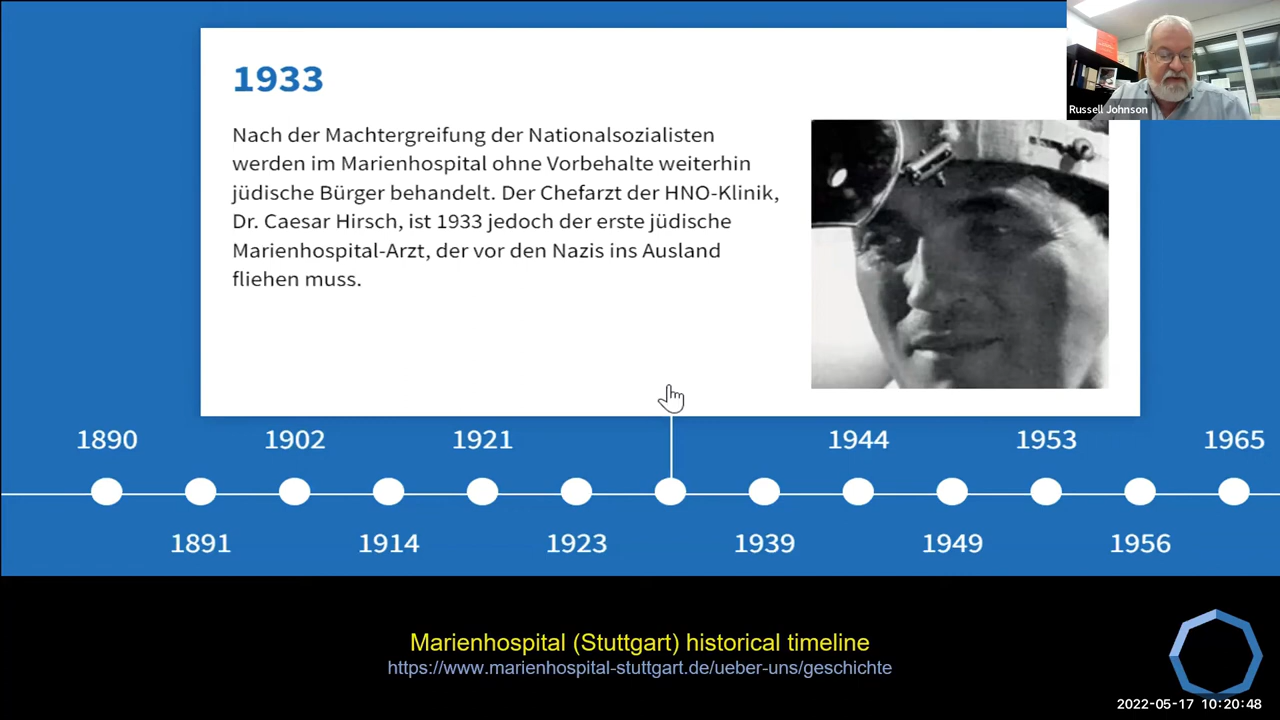 1933
Nach der Machtergreifung der Nationalsozialisten
werden im Marienhospital ohne Vorbehalte weiterhin
jüdische Bürger behandelt. Der Chefarzt der HNO-Klinik,
Dr. Caesar Hirsch, ist 1933 jedoch der erste jüdische
Marienhospital-Arzt, der vor den Nazis ins Ausland
fliehen muss.
Russell Johnson
1890 1902 1921 1944 1953 1965
1891 1914 1923 1939 1949 1956
Marienhospital (Stuttgart) historical timeline
https://www.marienhospital-stuttgart.de/ueber-uns/geschichte
2022-05-17 10:20:48